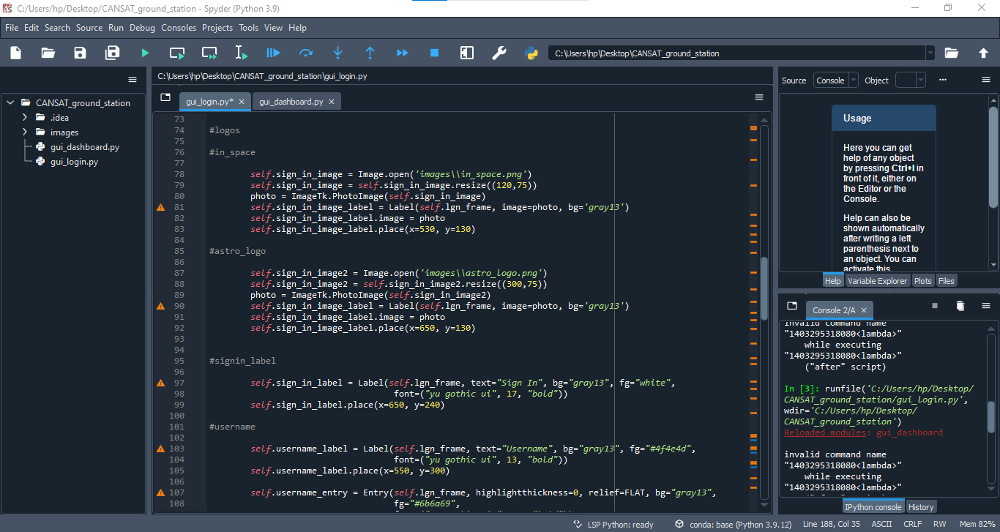 C:/Users/hp/Desktop/CANSAT_ground_station - Spyder (Python 3.9)
File Edit Search Source Run Debug Consoles Projects Tools View Help
C:\Users\hp\Desktop\CANSAT_ground_station
CANSAT_ground_station
.idea
images
gui_dashboard.py
gui_login.py
C:\Users\hp\Desktop\CANSAT_ground_station\gui_login.py
gui_login.py* gui_dashboard.py
73
74 #logos
75
76 #in_space
77
78 self.sign_in_image = Image.open('images\\in_space.png')
79 self.sign_in_image = self.sign_in_image.resize((120,75))
80 photo = ImageTk.PhotoImage(self.sign_in_image)
81 self.sign_in_image_label = Label(self.lgn_frame, image=photo, bg='gray13')
82 self.sign_in_image_label.image = photo
83 self.sign_in_image_label.place(x=530, y=130)
84
85 #astro_logo
86
87 self.sign_in_image2 = Image.open('images\\astro_logo.png')
88 self.sign_in_image2 = self.sign_in_image2.resize((300,75))
89 photo = ImageTk.PhotoImage(self.sign_in_image2)
90 self.sign_in_image_label = Label(self.lgn_frame, image=photo, bg='gray13')
91 self.sign_in_image_label.image = photo
92 self.sign_in_image_label.place(x=650, y=130)
93
94
95 #signin_label
96
97 self.sign_in_label = Label(self.lgn_frame, text="Sign In", bg="gray13", fg="white",
98 font=("yu gothic ui", 17, "bold"))
99 self.sign_in_label.place(x=650, y=240)
100
101 #username
102
103 self.username_label = Label(self.lgn_frame, text="Username", bg="gray13", fg="#4f4e4d",
104 font=("yu gothic ui", 13, "bold"))
105 self.username_label.place(x=550, y=300)
106
107 self.username_entry = Entry(self.lgn_frame, highlightthickness=0, relief=FLAT, bg="gray13",
108 fg="#6b6a69",
Source Console Object
Usage
Here you can get
help of any object
by pressing Ctrl+I in
front of it, either on
the Editor or the
Console.
Help can also be
shown automatically
after writing a left
parenthesis next to
an object. You can
activate this
Help Variable Explorer Plots Files
Console 2/A
invalid command name
"1403295318080<lambda>"
while executing
"1403295318080<lambda>"
("after" script)
In [3]: runfile('C:/Users/hp/Desktop/
CANSAT_ground_station/gui_login.py',
wdir='C:/Users/hp/Desktop/
CANSAT_ground_station')
Reloaded modules: gui_dashboard
invalid command name
"1403295318080<lambda>"
while executing
"1403295318080<lambda>"
IPython console History
LSP Python: ready conda: base (Python 3.9.12) Line 188, Col 35 ASCII CRLF RW Mem 82%